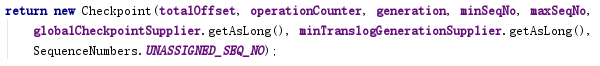 return new Checkpoint(totalOffset, operationCounter, generation, minSeqNo, maxSeqNo,
globalCheckpointSupplier.getAsLong(), minTranslogGenerationSupplier.getAsLong(),
SequenceNumbers.UNASSIGNED_SEQ_NO);